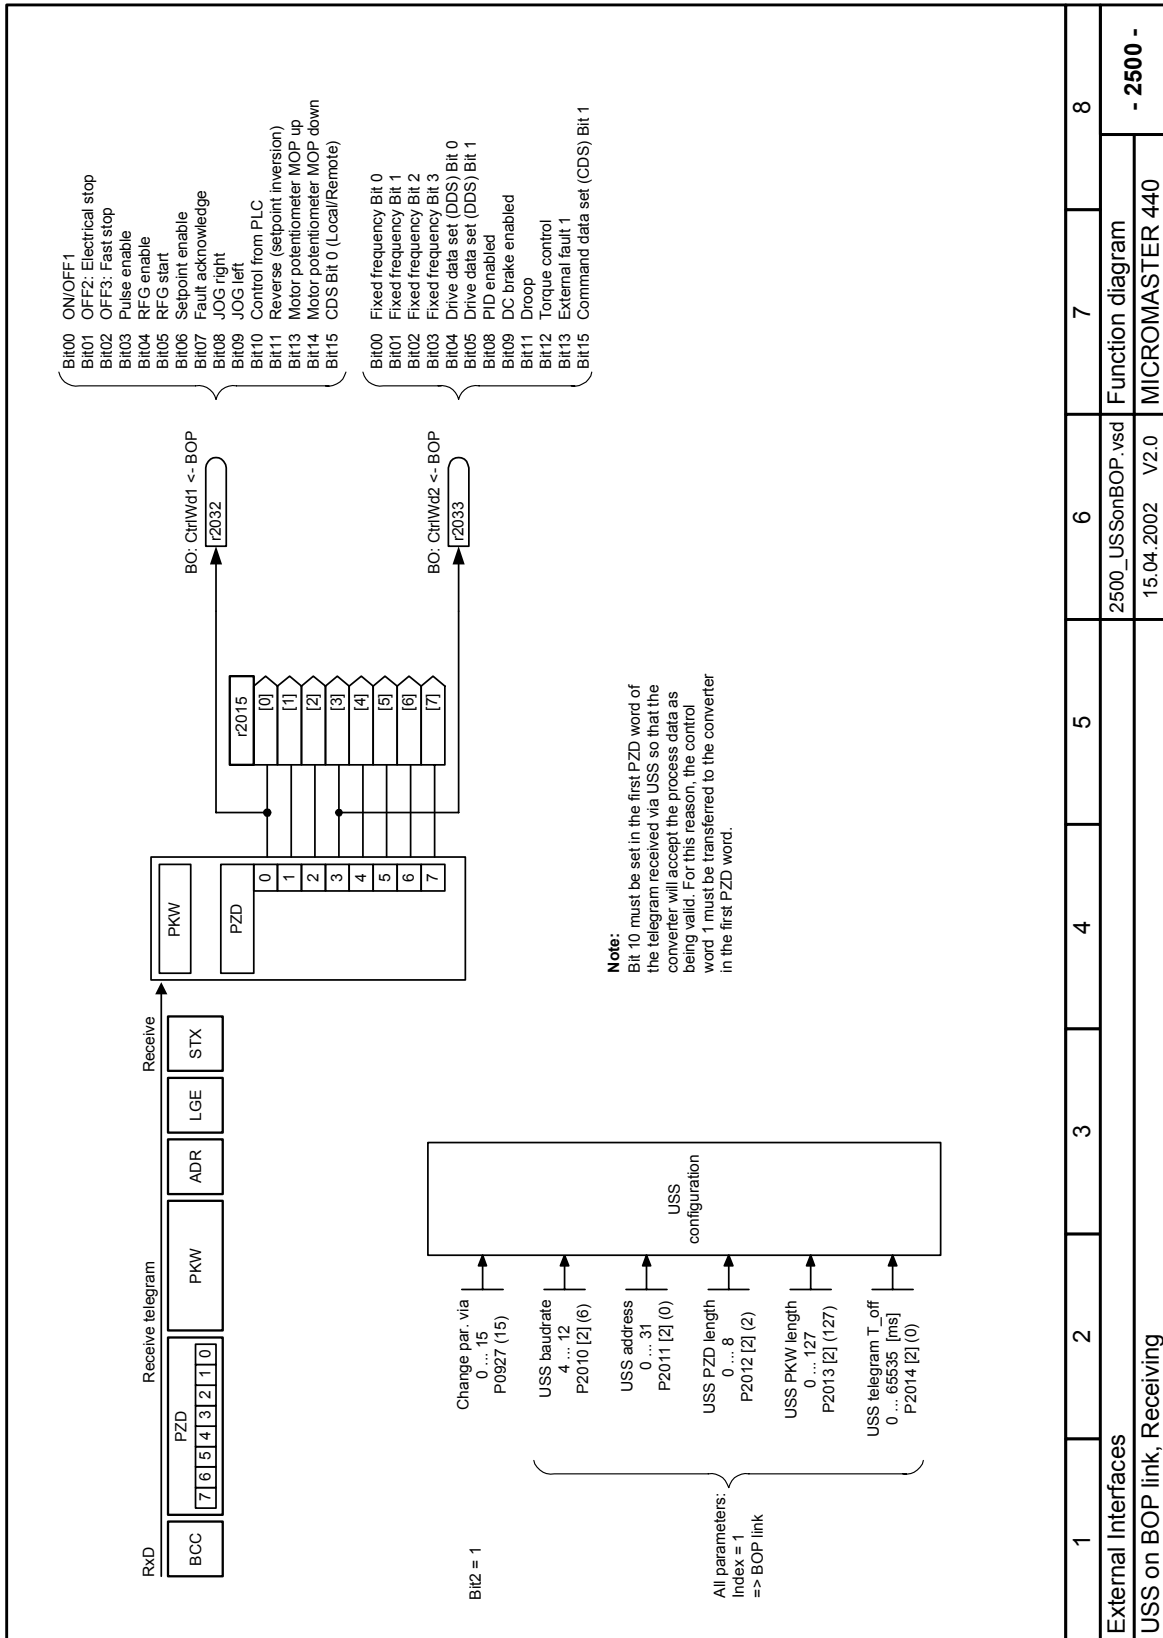 RxD
Receive telegram
Receive
BCC
PZD
7 6 5 4 3 2 1 0
PKW
ADR
LGE
STX
PKW
PZD
0
1
2
3
4
5
6
7
r2015
[0]
[1]
[2]
[3]
[4]
[5]
[6]
[7]
BO: CtrlWd1 <- BOP
r2032
BO: CtrlWd2 <- BOP
r2033
Bit00 ON/OFF1
Bit01 OFF2: Electrical stop
Bit02 OFF3: Fast stop
Bit03 Pulse enable
Bit04 RFG enable
Bit05 RFG start
Bit06 Setpoint enable
Bit07 Fault acknowledge
Bit08 JOG right
Bit09 JOG left
Bit10 Control from PLC
Bit11 Reverse (setpoint inversion)
Bit13 Motor potentiometer MOP up
Bit14 Motor potentiometer MOP down
Bit15 CDS Bit 0 (Local/Remote)
Bit00 Fixed frequency Bit 0
Bit01 Fixed frequency Bit 1
Bit02 Fixed frequency Bit 2
Bit03 Fixed frequency Bit 3
Bit04 Drive data set (DDS) Bit 0
Bit05 Drive data set (DDS) Bit 1
Bit08 PID enabled
Bit09 DC brake enabled
Bit11 Droop
Bit12 Torque control
Bit13 External fault 1
Bit15 Command data set (CDS) Bit 1
Bit2 = 1
Change par. via
0 ... 15
P0927 (15)
USS baudrate
4 ... 12
P2010 [2] (6)
USS address
0 ... 31
P2011 [2] (0)
USS PZD length
0 ... 8
P2012 [2] (2)
USS PKW length
0 ... 127
P2013 [2] (127)
USS telegram T_off
0 ... 65535 [ms]
P2014 [2] (0)
All parameters:
Index = 1
=> BOP link
USS
configuration
Note:
Bit 10 must be set in the first PZD word of
the telegram received via USS so that the
converter will accept the process data as
being valid. For this reason, the control
word 1 must be transferred to the converter
in the first PZD word.
1 2 3 4 5 6 7 8
External Interfaces
2500_USSonBOP.vsd
Function diagram
- 2500 -
USS on BOP link, Receiving
15.04.2002 V2.0
MICROMASTER 440